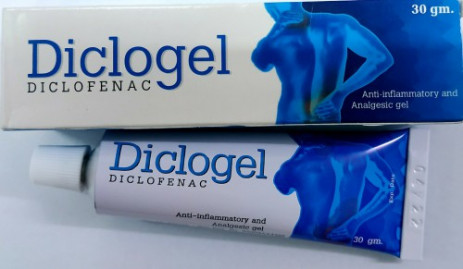 30 gm.
Diclogel
DICLOFENAC
Anti-inflammatory and
Analgesic gel
Diclogel
DICLOFENAC
Anti-inflammatory and
Analgesic gel
30 gm.